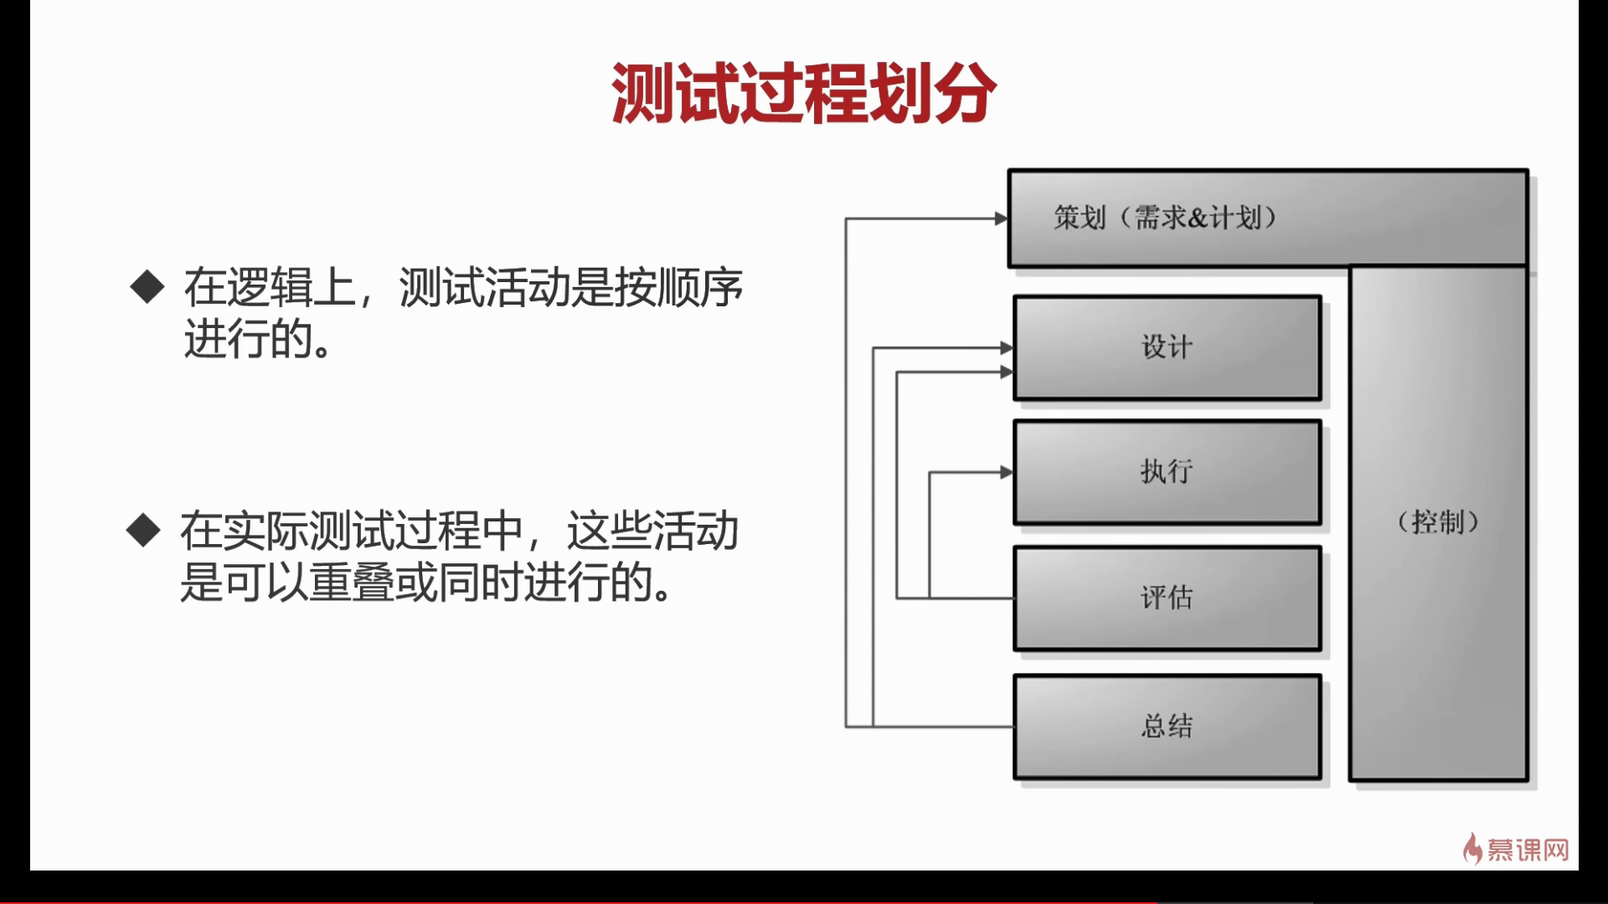 测试过程划分
◆ 在逻辑上，测试活动是按顺序
进行的。
◆ 在实际测试过程中，这些活动
是可以重叠或同时进行的。
策划（需求&计划）
设计
执行
评估
总结
（控制）
慕课网